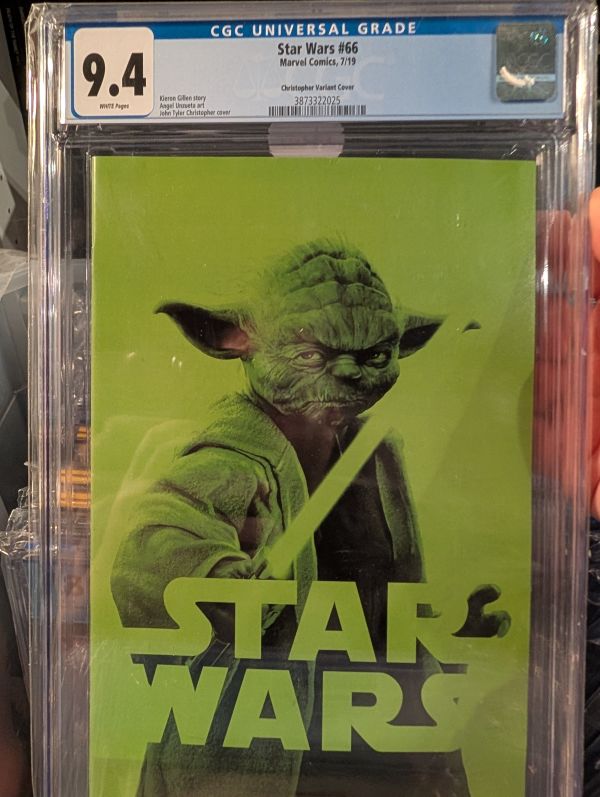 CGC UNIVERSAL GRADE
9.4
WHITE Pages
Star Wars #66
Marvel Comics, 7/19
Christopher Variant Cover
Kieron Gillen story
Angel Unzueta art
John Tyler Christopher cover
3873322025
CGC
STAR
WARS